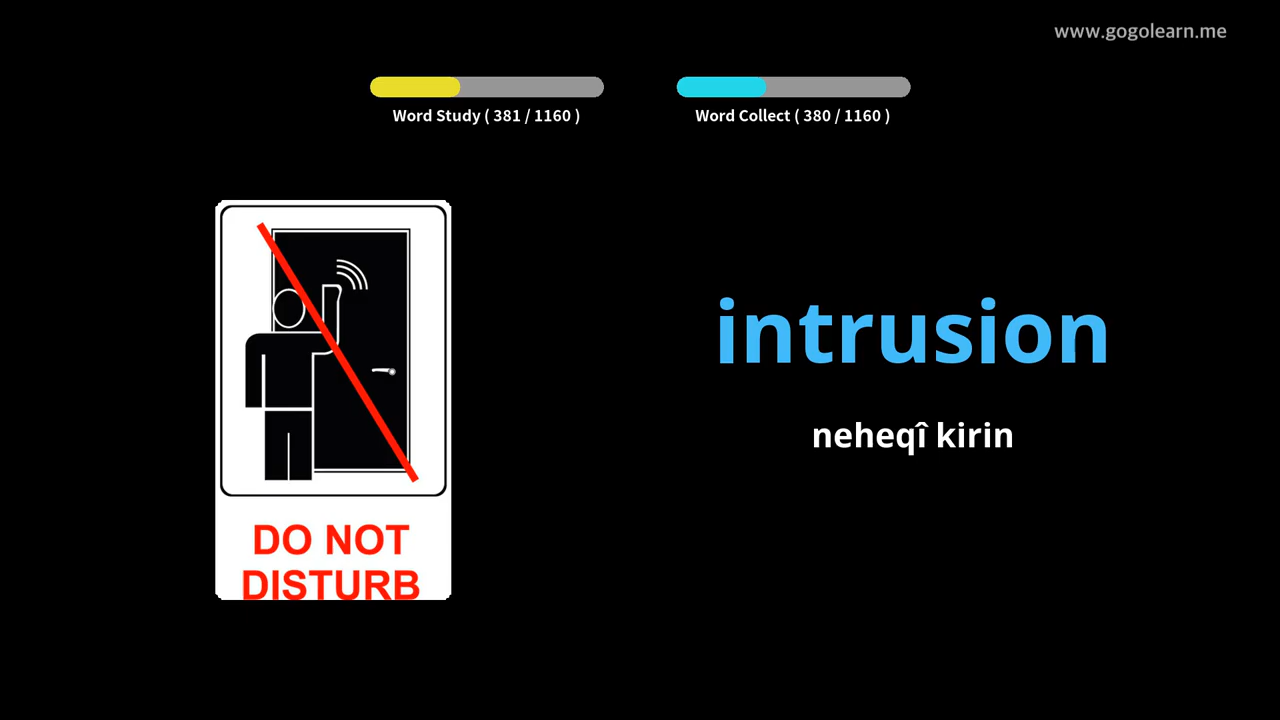 www.gogolearn.me
Word Study ( 381 / 1160 )
Word Collect ( 380 / 1160 )
intrusion
neheqî kirin
DO NOT
DISTURB